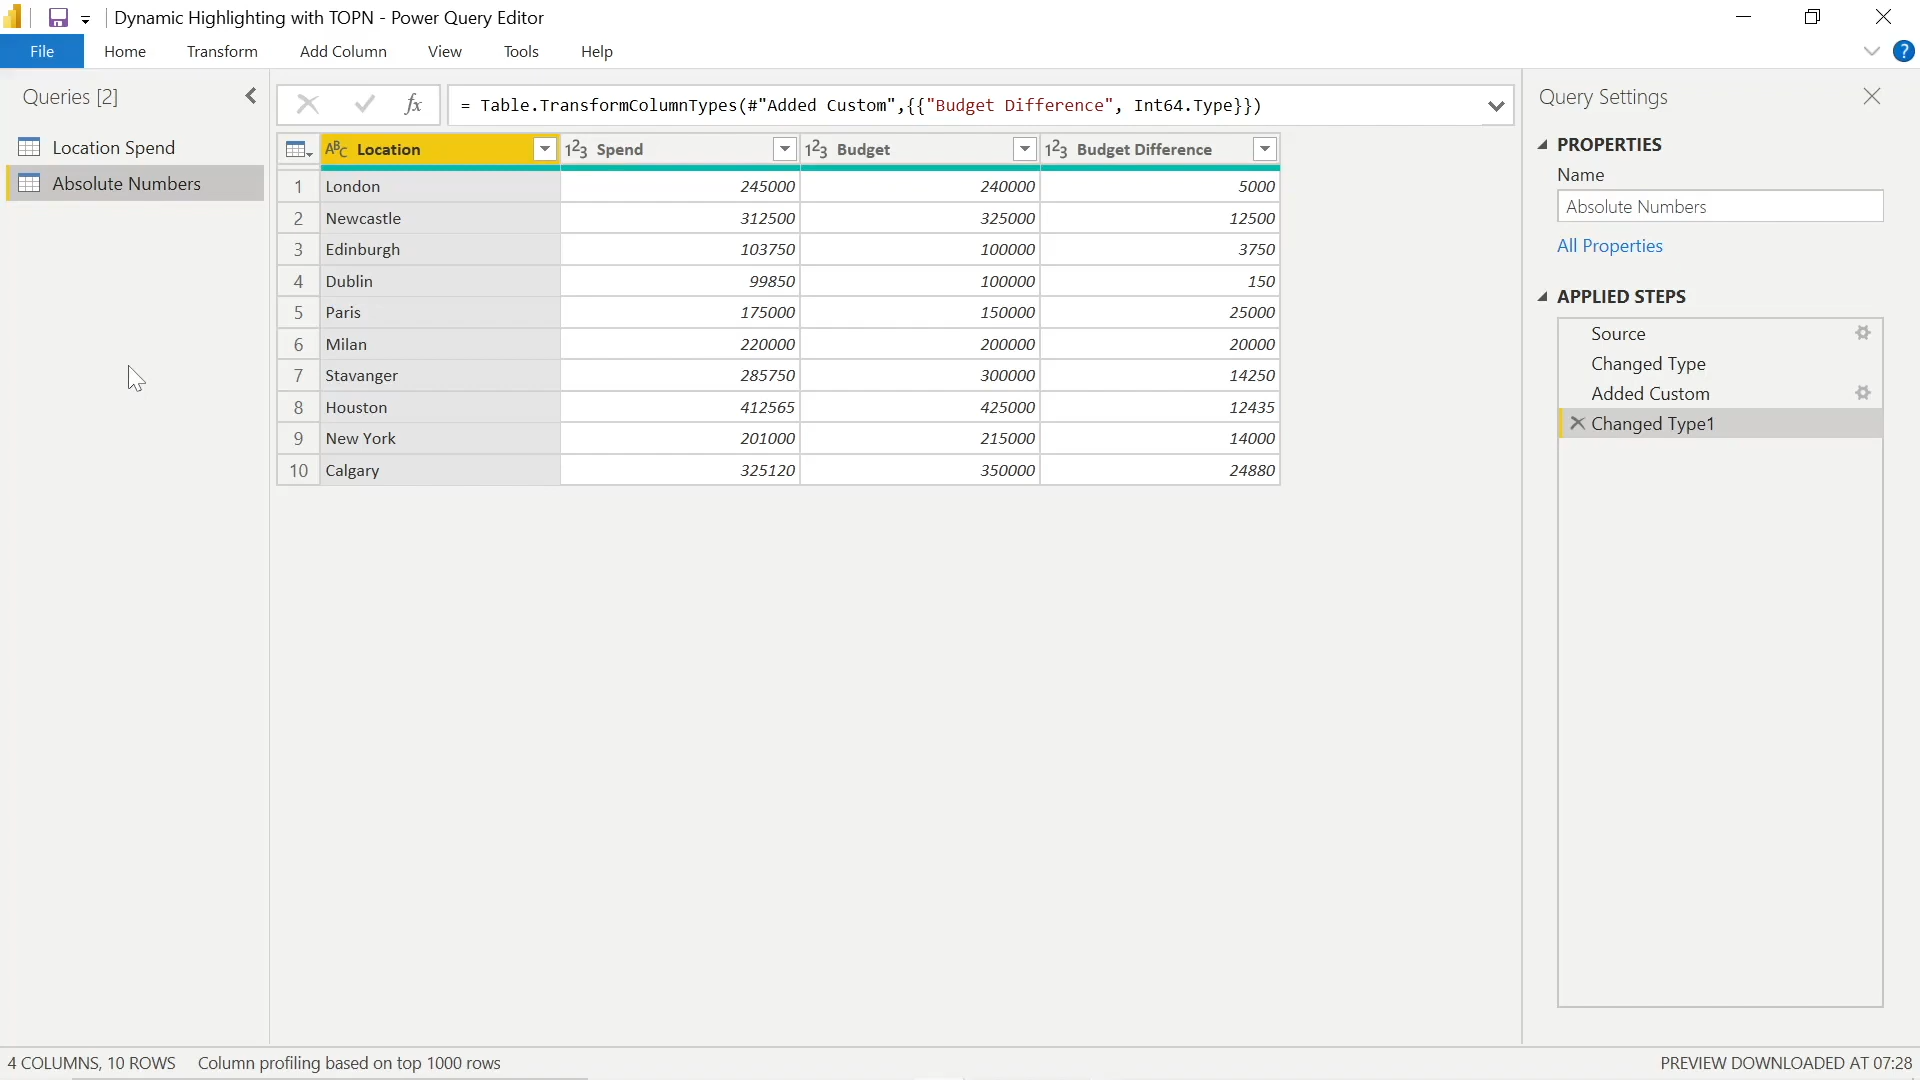 Dynamic Highlighting with TOPN - Power Query Editor
File Home Transform Add Column View Tools Help ?
Queries [2]
Location Spend
Absolute Numbers
fx = Table.TransformColumnTypes(#"Added Custom",{{"Budget Difference", Int64.Type}})
ABC Location 123 Spend 123 Budget 123 Budget Difference
1 London 245000 240000 5000
2 Newcastle 312500 325000 12500
3 Edinburgh 103750 100000 3750
4 Dublin 99850 100000 150
5 Paris 175000 150000 25000
6 Milan 220000 200000 20000
7 Stavanger 285750 300000 14250
8 Houston 412565 425000 12435
9 New York 201000 215000 14000
10 Calgary 325120 350000 24880
Query Settings
PROPERTIES
Name
Absolute Numbers
All Properties
APPLIED STEPS
Source
Changed Type
Added Custom
Changed Type1
4 COLUMNS, 10 ROWS Column profiling based on top 1000 rows
PREVIEW DOWNLOADED AT 07:28